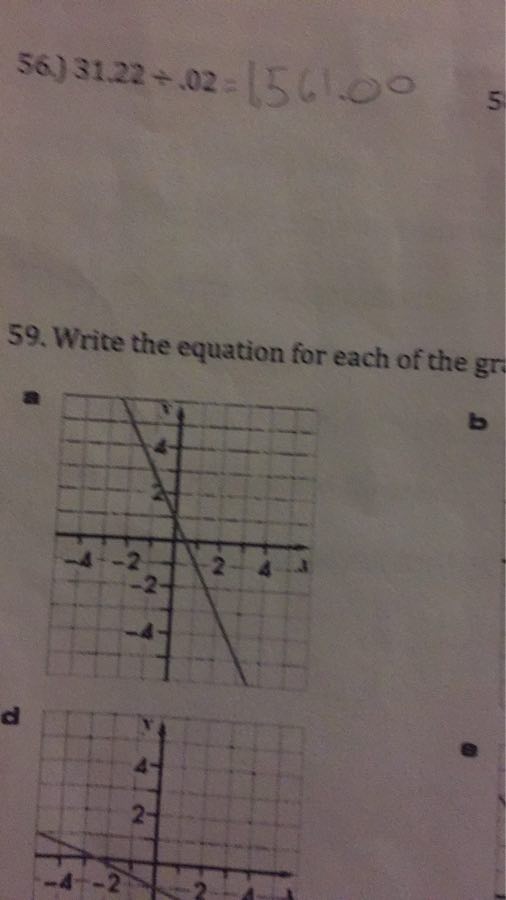 56.) 31.22 ÷ .02 = 1561.00
5
59. Write the equation for each of the gr
a
b
Y
4
2
-4 -2 2 4
-2
-4
d
e
Y
4
2
-4 -2 2 4